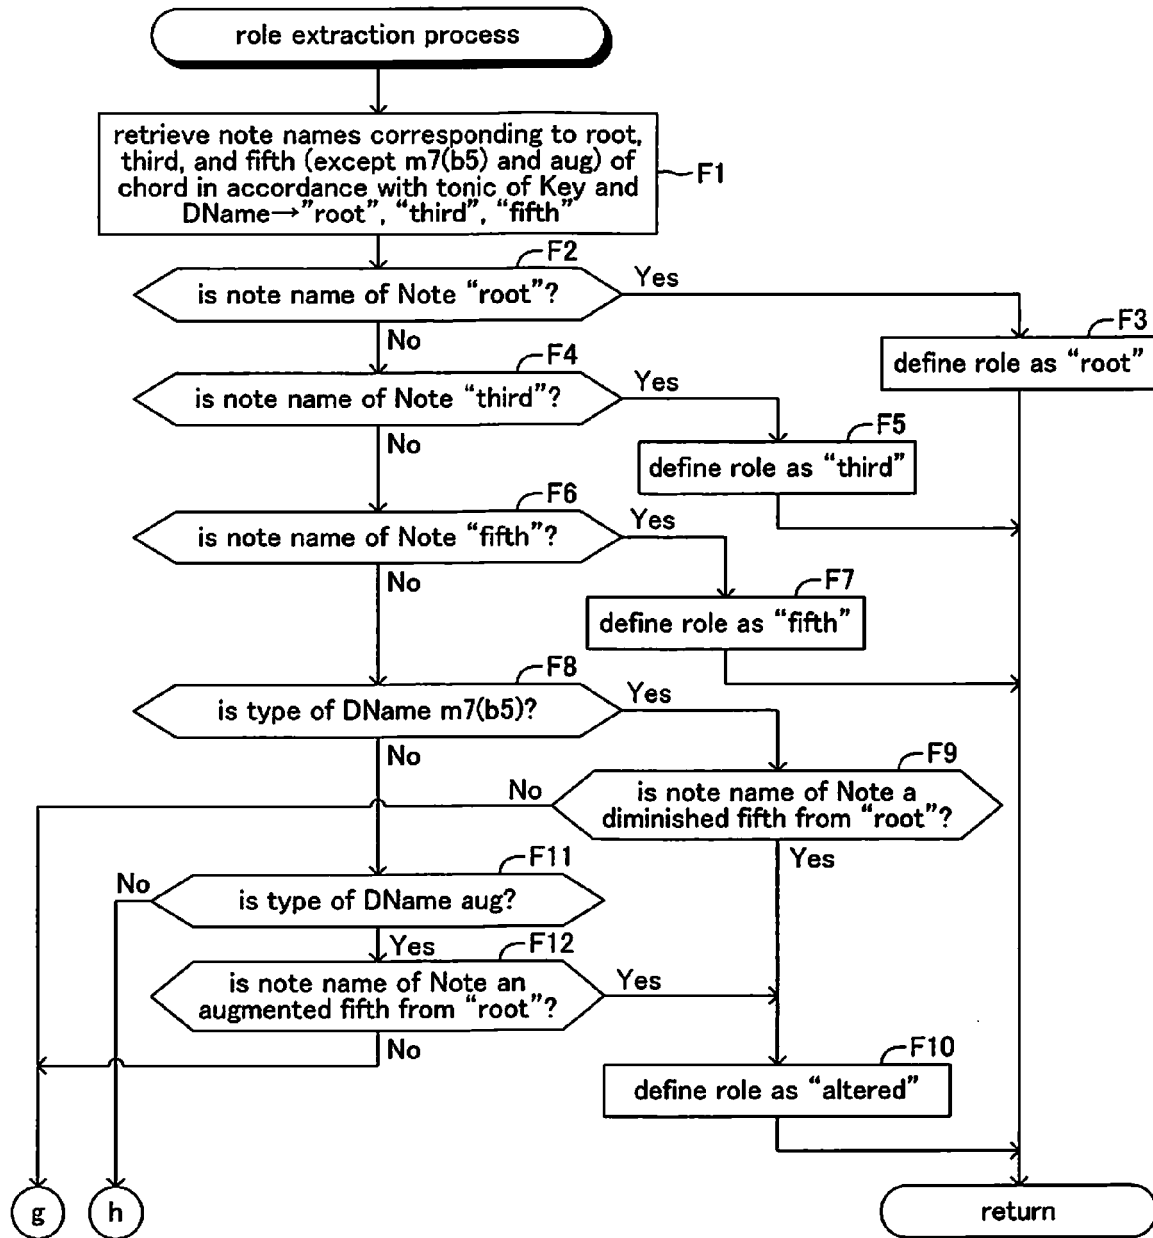 role extraction process
retrieve note names corresponding to root,
third, and fifth (except m7(b5) and aug) of
chord in accordance with tonic of Key and
DName→"root", "third", "fifth"
F1
F2
is note name of Note "root"?
Yes
No
F3
define role as "root"
F4
is note name of Note "third"?
Yes
No
F5
define role as "third"
F6
is note name of Note "fifth"?
Yes
No
F7
define role as "fifth"
F8
is type of DName m7(b5)?
Yes
No
F9
is note name of Note a
diminished fifth from "root"?
No
Yes
F11
is type of DName aug?
No
Yes
F12
is note name of Note an
augmented fifth from "root"?
Yes
No
F10
define role as "altered"
g
h
return